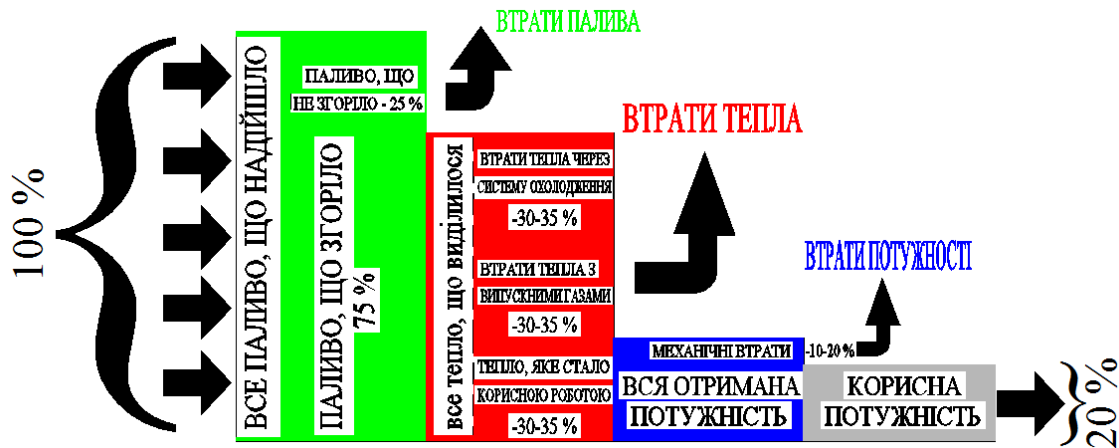 100 %
ВСЕ ПАЛИВО, ЩО НАДІЙШЛО
ПАЛИВО, ЩО
НЕ ЗГОРІЛО - 25 %
ПАЛИВО, ЩО ЗГОРІЛО
75 %
ВТРАТИ ПАЛИВА
все тепло, що виділилося
ВТРАТИ ТЕПЛА ЧЕРЕЗ
СИСТЕМУ ОХОЛОДЖЕННЯ
-30-35 %
ВТРАТИ ТЕПЛА З
ВИПУСКНИМИ ГАЗАМИ
-30-35 %
ТЕПЛО, ЯКЕ СТАЛО
КОРИСНОЮ РОБОТОЮ
-30-35 %
ВТРАТИ ТЕПЛА
МЕХАНІЧНІ ВТРАТИ -10-20 %
ВСЯ ОТРИМАНА
ПОТУЖНІСТЬ
ВТРАТИ ПОТУЖНОСТІ
КОРИСНА
ПОТУЖНІСТЬ
20 %